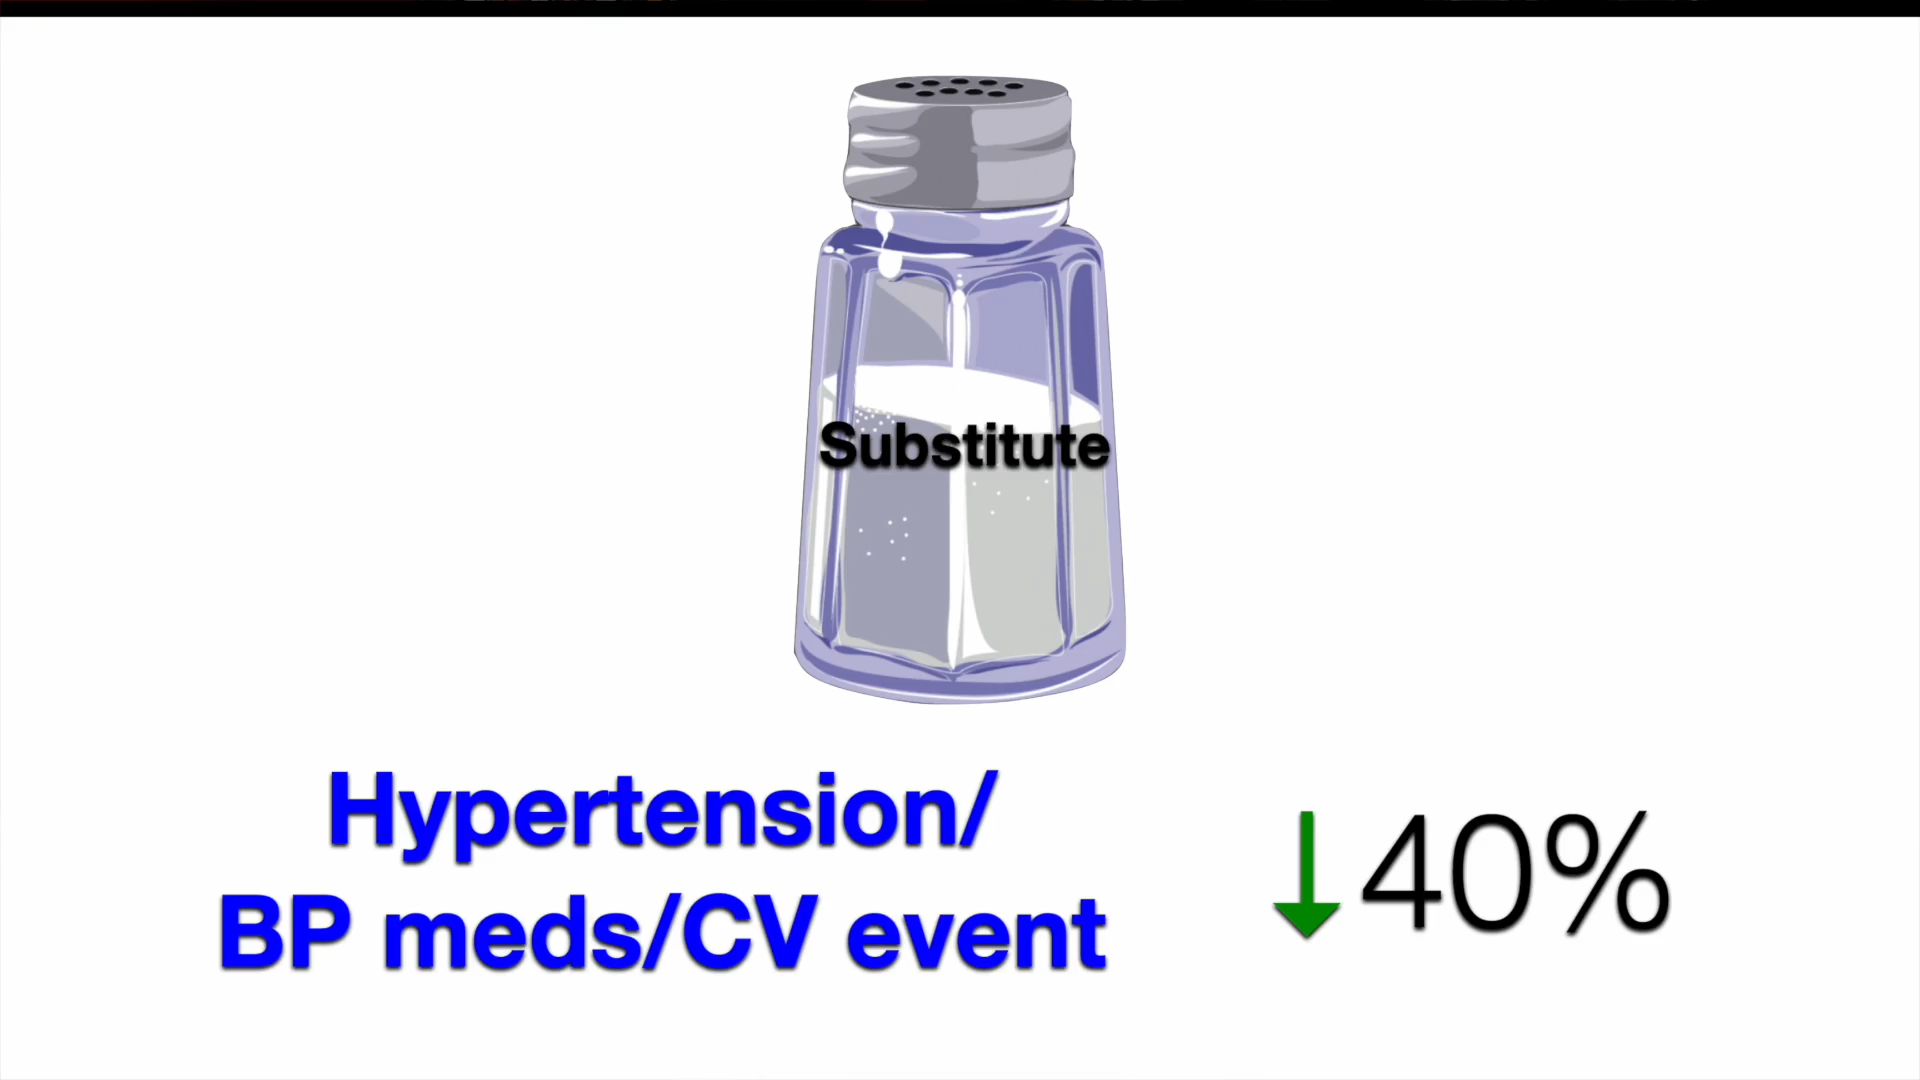 Substitute
Hypertension/
BP meds/CV event
↓40%